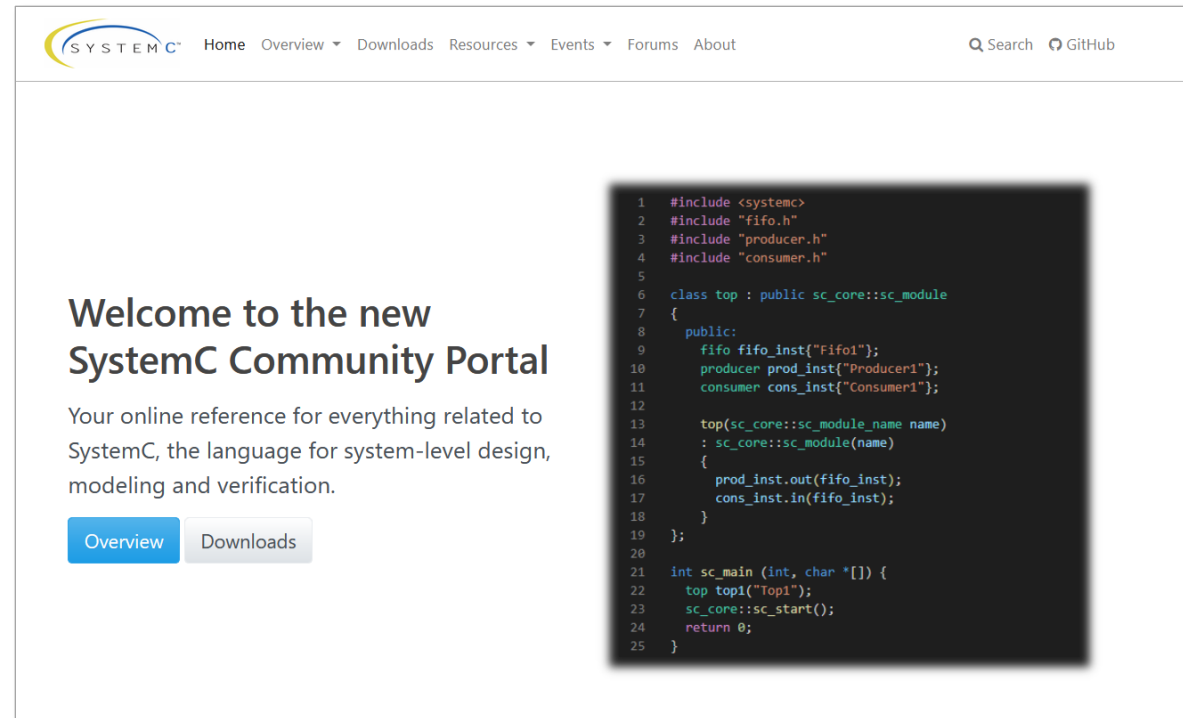 SYSTEMC™ Home Overview Downloads Resources Events Forums About Search GitHub
Welcome to the new
SystemC Community Portal
Your online reference for everything related to
SystemC, the language for system-level design,
modeling and verification.
Overview Downloads
1 #include <systemc>
2 #include "fifo.h"
3 #include "producer.h"
4 #include "consumer.h"
5
6 class top : public sc_core::sc_module
7 {
8   public:
9     fifo fifo_inst{"Fifo1"};
10     producer prod_inst{"Producer1"};
11     consumer cons_inst{"Consumer1"};
12
13     top(sc_core::sc_module_name name)
14     : sc_core::sc_module(name)
15     {
16       prod_inst.out(fifo_inst);
17       cons_inst.in(fifo_inst);
18     }
19 };
20
21 int sc_main (int, char *[]) {
22   top top1("Top1");
23   sc_core::sc_start();
24   return 0;
25 }